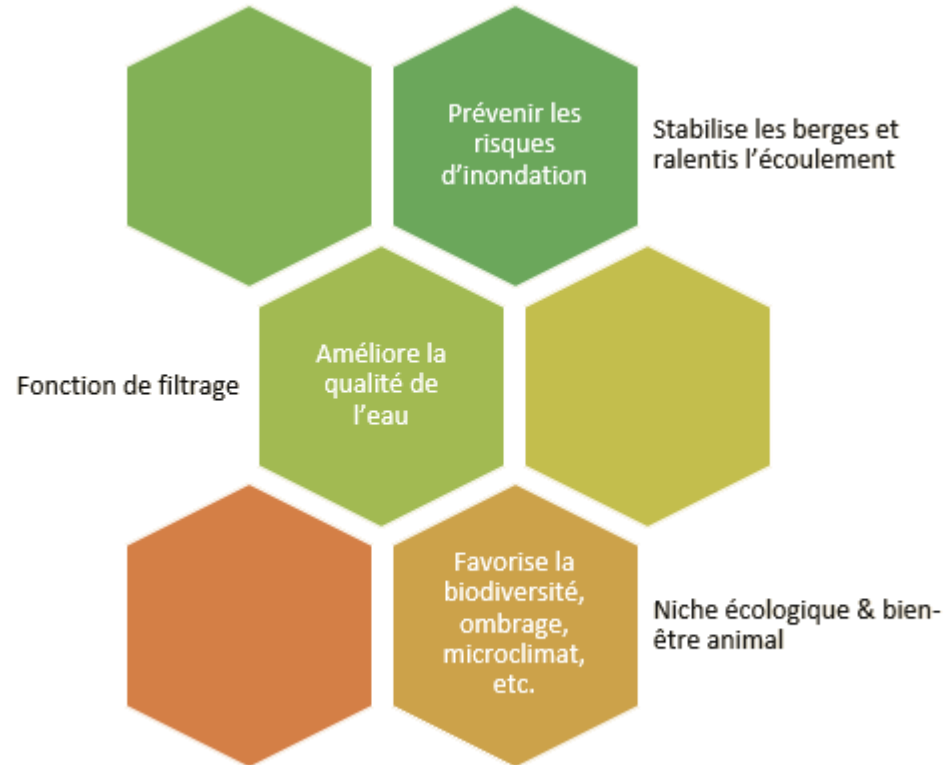 Prévenir les
risques
d’inondation
Stabilise les berges et
ralentis l’écoulement
Fonction de filtrage
Améliore la
qualité de
l’eau
Favorise la
biodiversité,
ombrage,
microclimat,
etc.
Niche écologique & bien-
être animal